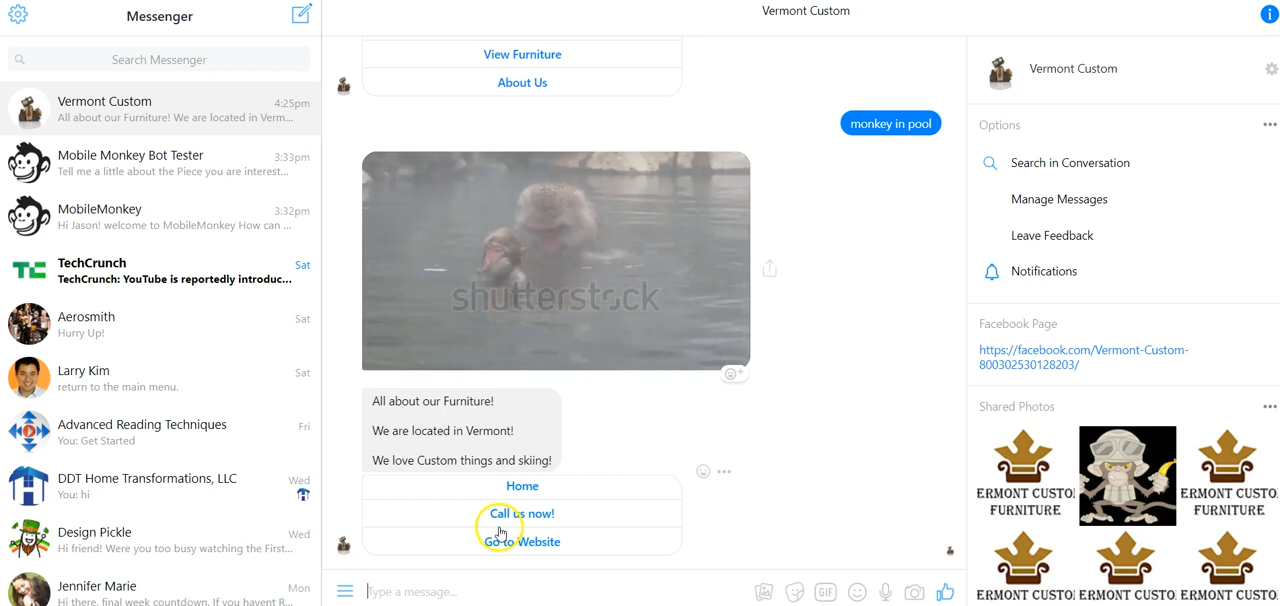 Messenger
Search Messenger
Vermont Custom
4:25pm
All about our Furniture! We are located in Verm...
Mobile Monkey Bot Tester
3:33pm
Tell me a little about the Piece you are interest...
MobileMonkey
3:32pm
Hi Jason! welcome to MobileMonkey How can ...
TechCrunch
Sat
TechCrunch: YouTube is reportedly introduc...
Aerosmith
Sat
Hurry Up!
Larry Kim
Sat
return to the main menu.
Advanced Reading Techniques
Fri
You: Get Started
DDT Home Transformations, LLC
Wed
You: hi
Design Pickle
Wed
Hi friend! Were you too busy watching the First...
Jennifer Marie
Mon
Hi there, final week countdown. If you havent R...
Vermont Custom
View Furniture
About Us
monkey in pool
shutterstock
All about our Furniture!
We are located in Vermont!
We love Custom things and skiing!
Home
Call us now!
Go to Website
Type a message...
GIF
Vermont Custom
Options
Search in Conversation
Manage Messages
Leave Feedback
Notifications
Facebook Page
https://facebook.com/Vermont-Custom-
800302530128203/
Shared Photos
ERMONT CUSTO
FURNITURE
ERMONT CUSTO
FURNITURE
ERMONT CUSTO
ERMONT CUSTO
ERMONT CUSTO